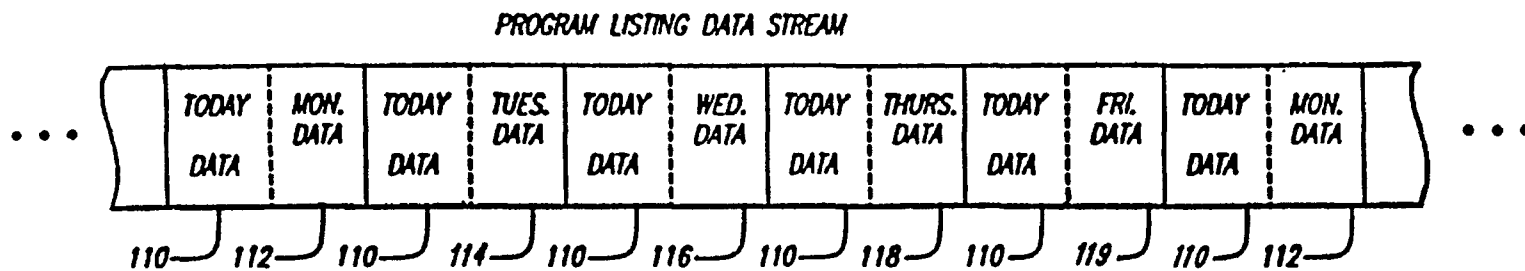 PROGRAM LISTING DATA STREAM
TODAY DATA MON. DATA TODAY DATA TUES. DATA TODAY DATA WED. DATA TODAY DATA THURS. DATA TODAY DATA FRI. DATA TODAY DATA MON. DATA
110 112 110 114 110 116 110 118 110 119 110 112